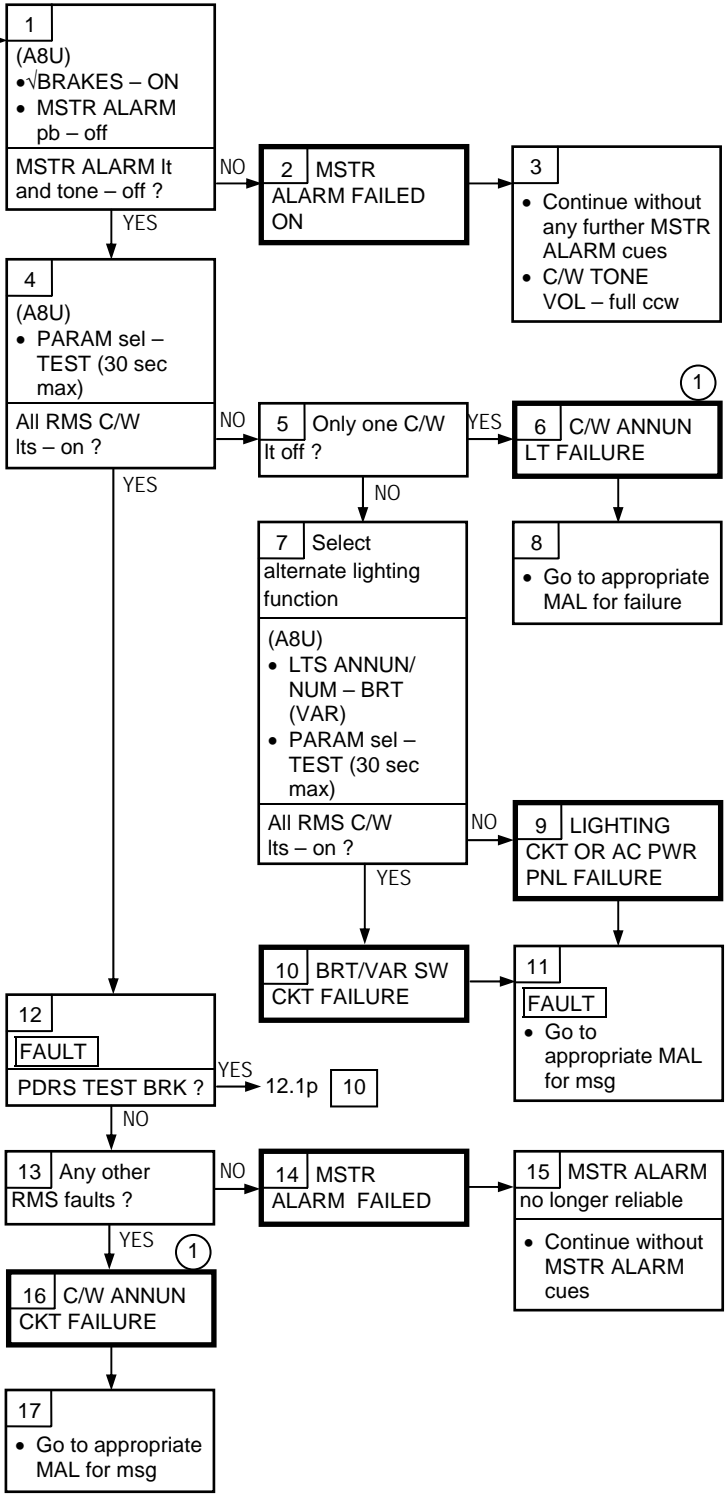 1
(A8U)
•√BRAKES – ON
• MSTR ALARM
pb – off
MSTR ALARM lt
and tone – off ?
NO
2 MSTR
ALARM FAILED
ON
3
• Continue without
any further MSTR
ALARM cues
• C/W TONE
VOL – full ccw
YES
4
(A8U)
• PARAM sel –
TEST (30 sec
max)
All RMS C/W
lts – on ?
NO
5 Only one C/W
lt off ?
YES
1
6 C/W ANNUN
LT FAILURE
8
• Go to appropriate
MAL for failure
NO
7 Select
alternate lighting
function
(A8U)
• LTS ANNUN/
NUM – BRT
(VAR)
• PARAM sel –
TEST (30 sec
max)
All RMS C/W
lts – on ?
NO
9 LIGHTING
CKT OR AC PWR
PNL FAILURE
YES
10 BRT/VAR SW
CKT FAILURE
11
FAULT
• Go to
appropriate MAL
for msg
YES
12
FAULT
PDRS TEST BRK ?
YES
12.1p 10
NO
13 Any other
RMS faults ?
NO
14 MSTR
ALARM FAILED
15 MSTR ALARM
no longer reliable
• Continue without
MSTR ALARM
cues
YES
1
16 C/W ANNUN
CKT FAILURE
17
• Go to appropriate
MAL for msg